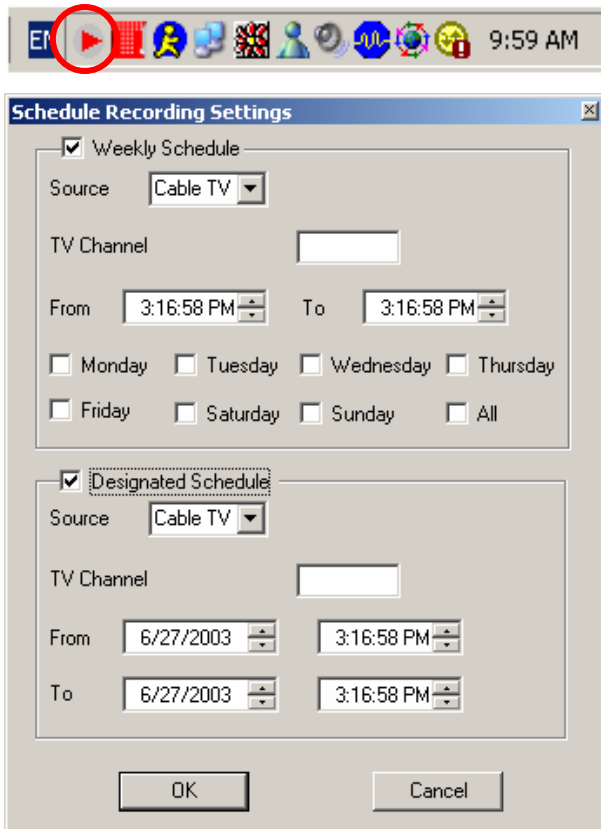 EN 9:59 AM
Schedule Recording Settings
Weekly Schedule
Source Cable TV
TV Channel
From 3:16:58 PM To 3:16:58 PM
Monday Tuesday Wednesday Thursday
Friday Saturday Sunday All
Designated Schedule
Source Cable TV
TV Channel
From 6/27/2003 3:16:58 PM
To 6/27/2003 3:16:58 PM
OK Cancel